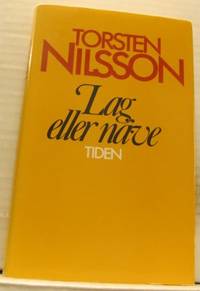 TORSTEN
NILSSON
Lag
eller näve
TIDEN